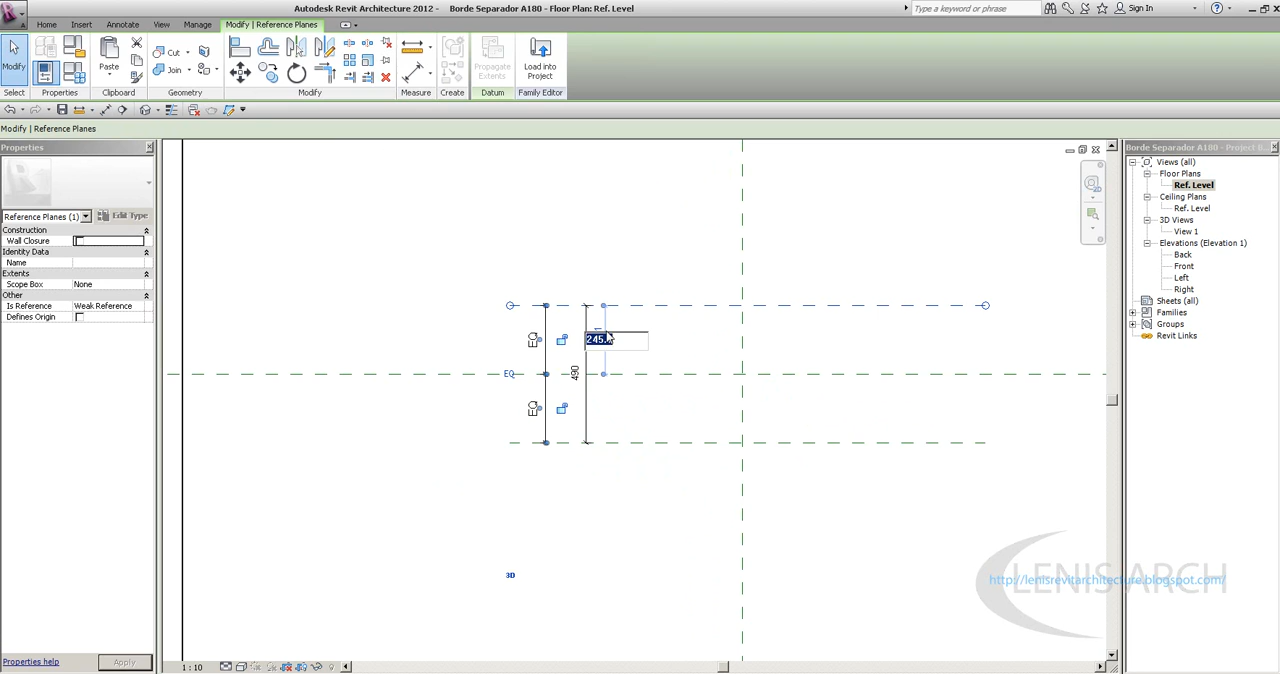 Autodesk Revit Architecture 2012 - Borde Separador A180 - Floor Plan: Ref. Level
Type a keyword or phrase
Sign In
Home Insert Annotate View Manage Modify | Reference Planes
Modify
Paste
Cut
Join
Propagate
Extents
Load into
Project
Select Properties Clipboard Geometry Modify Measure Create Datum Family Editor
Modify | Reference Planes
Properties
Reference Planes (1) Edit Type
Construction
Wall Closure
Identity Data
Name
Extents
Scope Box None
Other
Is Reference Weak Reference
Defines Origin
Properties help Apply
EQ
490
3D
1 : 10
Borde Separador A180 - Project B...
Views (all)
Floor Plans
Ref. Level
Ceiling Plans
Ref. Level
3D Views
View 1
Elevations (Elevation 1)
Back
Front
Left
Right
Sheets (all)
Families
Groups
Revit Links
LENIS ARCH
http://lenisrevitarchitecture.blogspot.com/